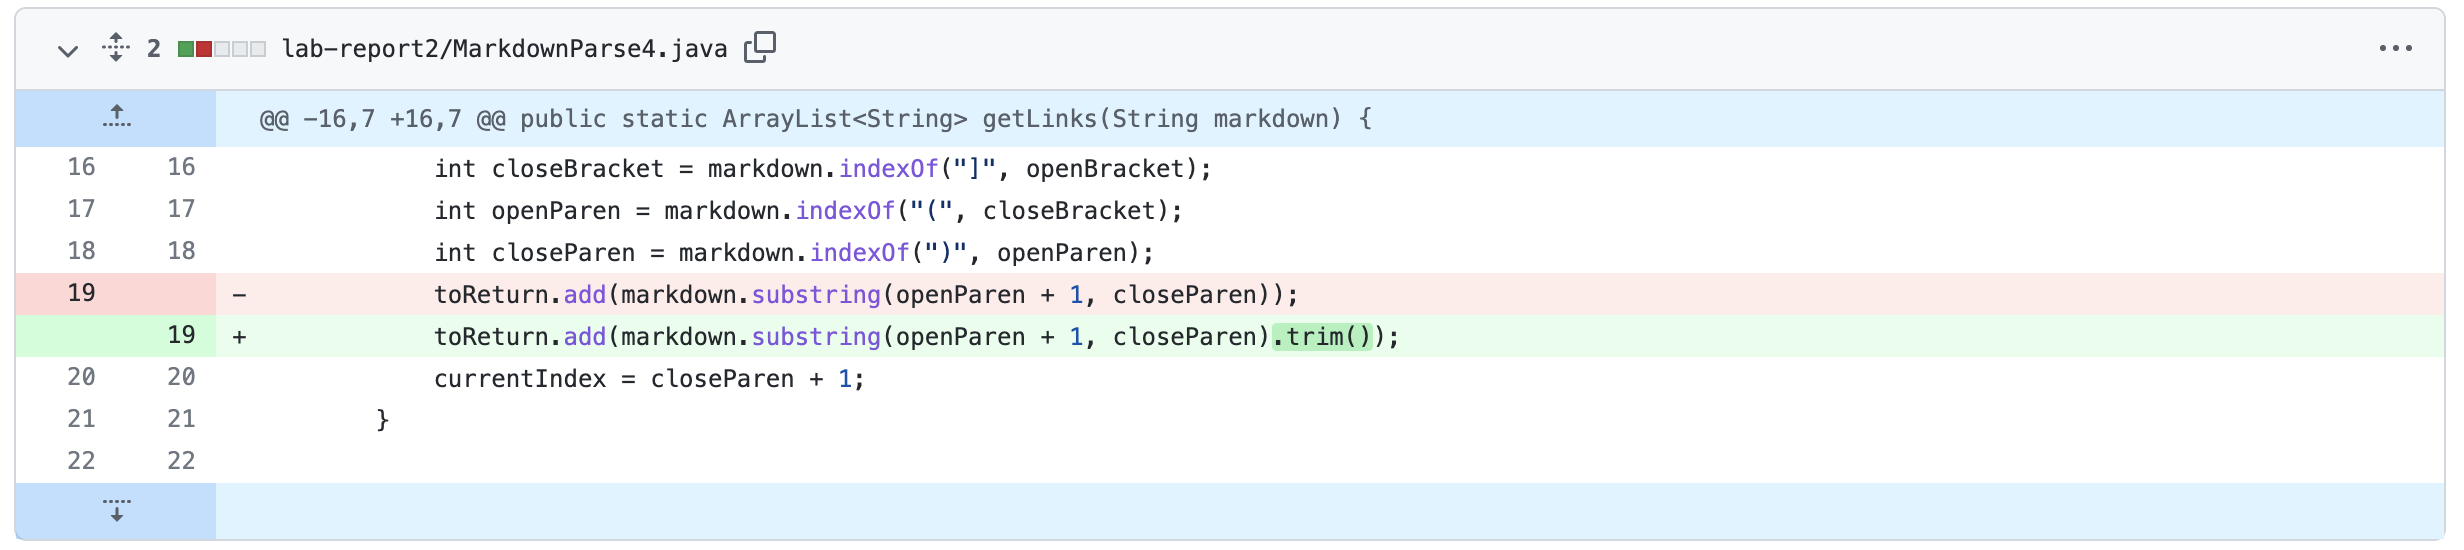 2 lab-report2/MarkdownParse4.java
@@ -16,7 +16,7 @@ public static ArrayList<String> getLinks(String markdown) {
16 16 int closeBracket = markdown.indexOf("]", openBracket);
17 17 int openParen = markdown.indexOf("(", closeBracket);
18 18 int closeParen = markdown.indexOf(")", openParen);
19 - toReturn.add(markdown.substring(openParen + 1, closeParen));
19 + toReturn.add(markdown.substring(openParen + 1, closeParen).trim());
20 20 currentIndex = closeParen + 1;
21 21 }
22 22